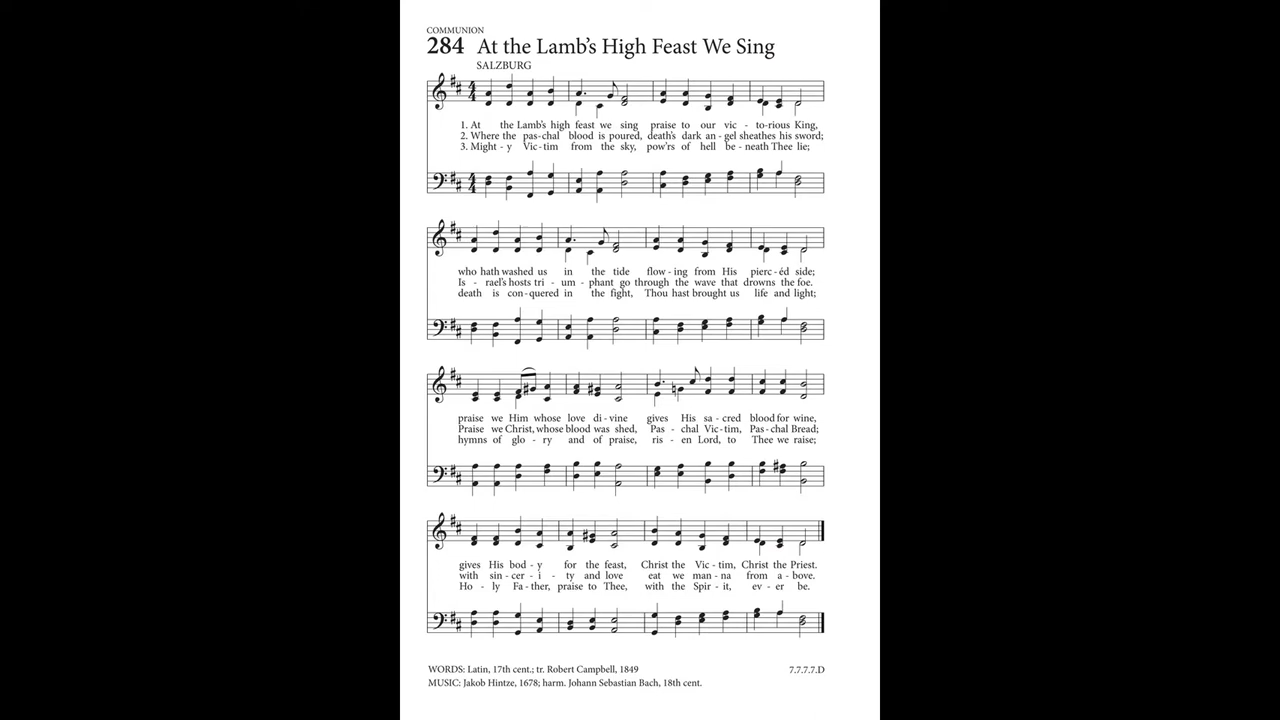 COMMUNION
284 At the Lamb's High Feast We Sing
SALZBURG
1. At the Lamb's high feast we sing praise to our vic - to-rious King,
2. Where the pas-chal blood is poured, death's dark an - gel sheathes his sword;
3. Might - y Vic - tim from the sky, pow'rs of hell be - neath Thee lie;
who hath washed us in the tide flow - ing from His pierc - éd side;
Is - rael's hosts tri - um - phant go through the wave that drowns the foe.
death is con - quered in the fight, Thou hast brought us life and light;
praise we Him whose love di - vine gives His sa - cred blood for wine,
Praise we Christ, whose blood was shed, Pas - chal Vic - tim, Pas - chal Bread;
hymns of glo - ry and of praise, ris - en Lord, to Thee we raise;
gives His bod - y for the feast, Christ the Vic - tim, Christ the Priest.
with sin - cer - i - ty and love eat we man - na from a - bove.
Ho - ly Fa - ther, praise to Thee, with the Spir - it, ev - er be.
WORDS: Latin, 17th cent.; tr. Robert Campbell, 1849 7.7.7.7.D
MUSIC: Jakob Hintze, 1678; harm. Johann Sebastian Bach, 18th cent.